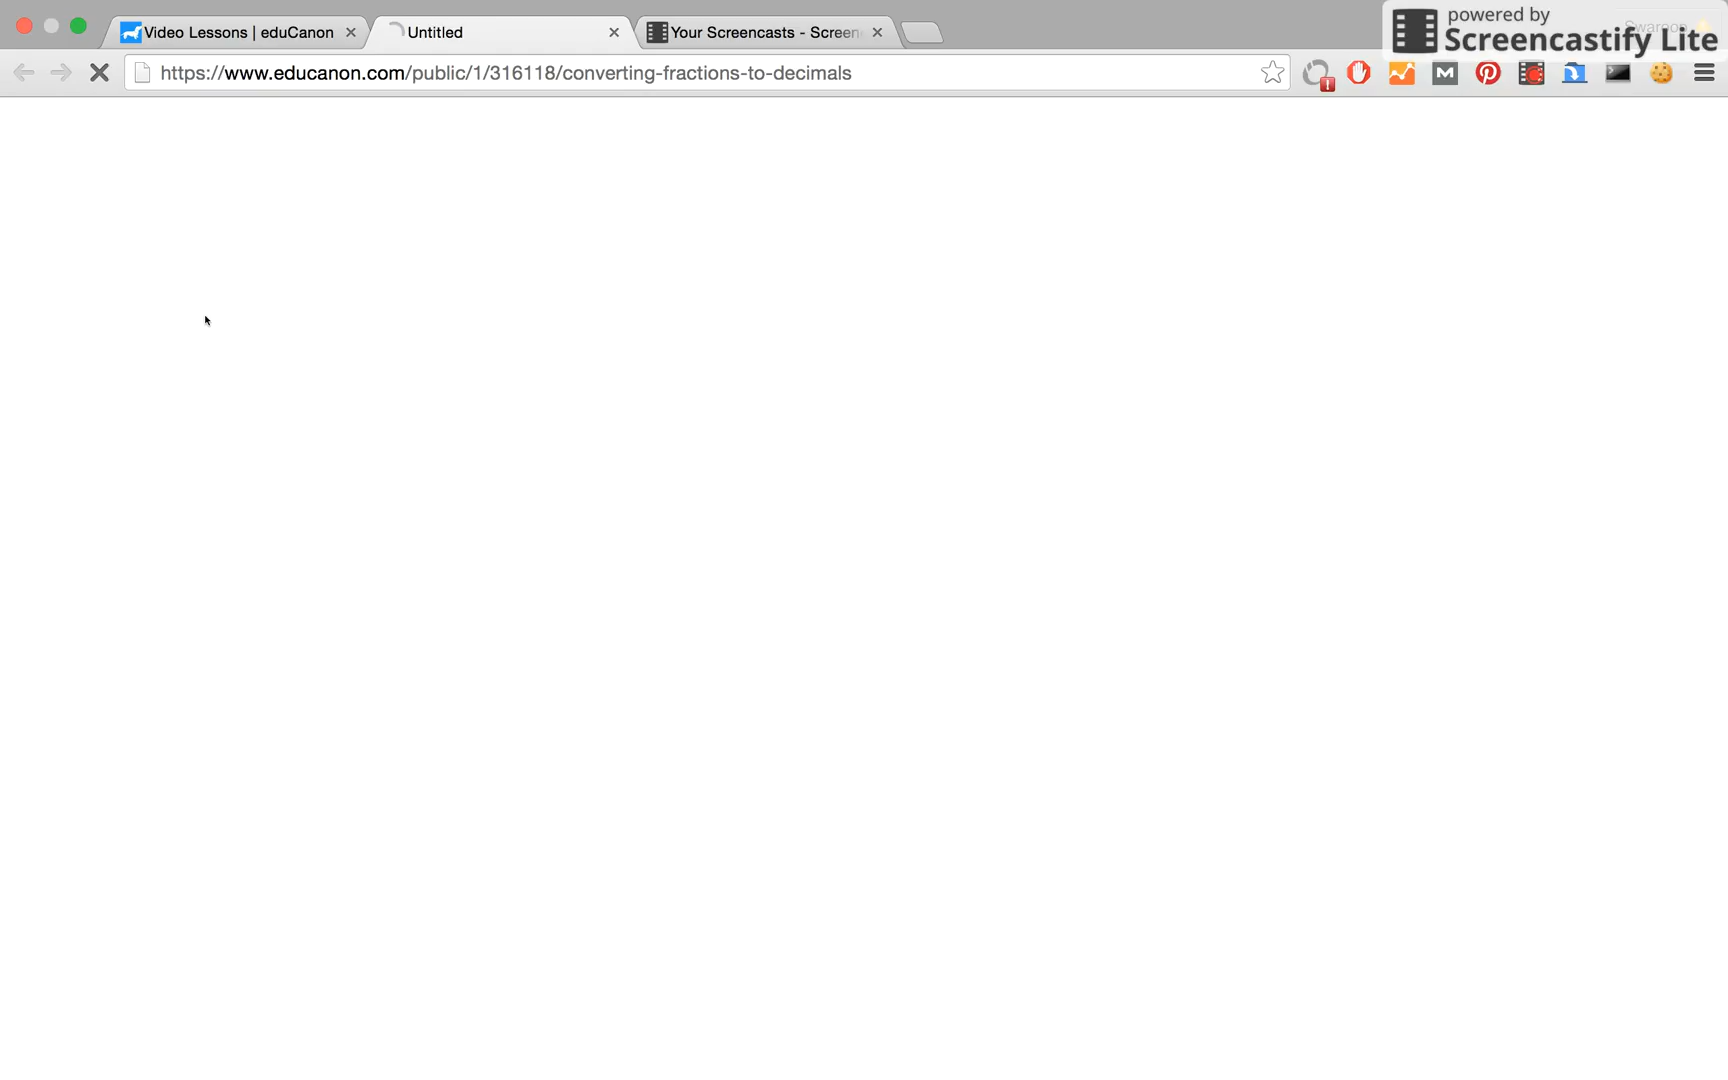 Video Lessons | eduCanon
Untitled
Your Screencasts - Screen
Swaroop
powered by
Screencastify Lite
https://www.educanon.com/public/1/316118/converting-fractions-to-decimals